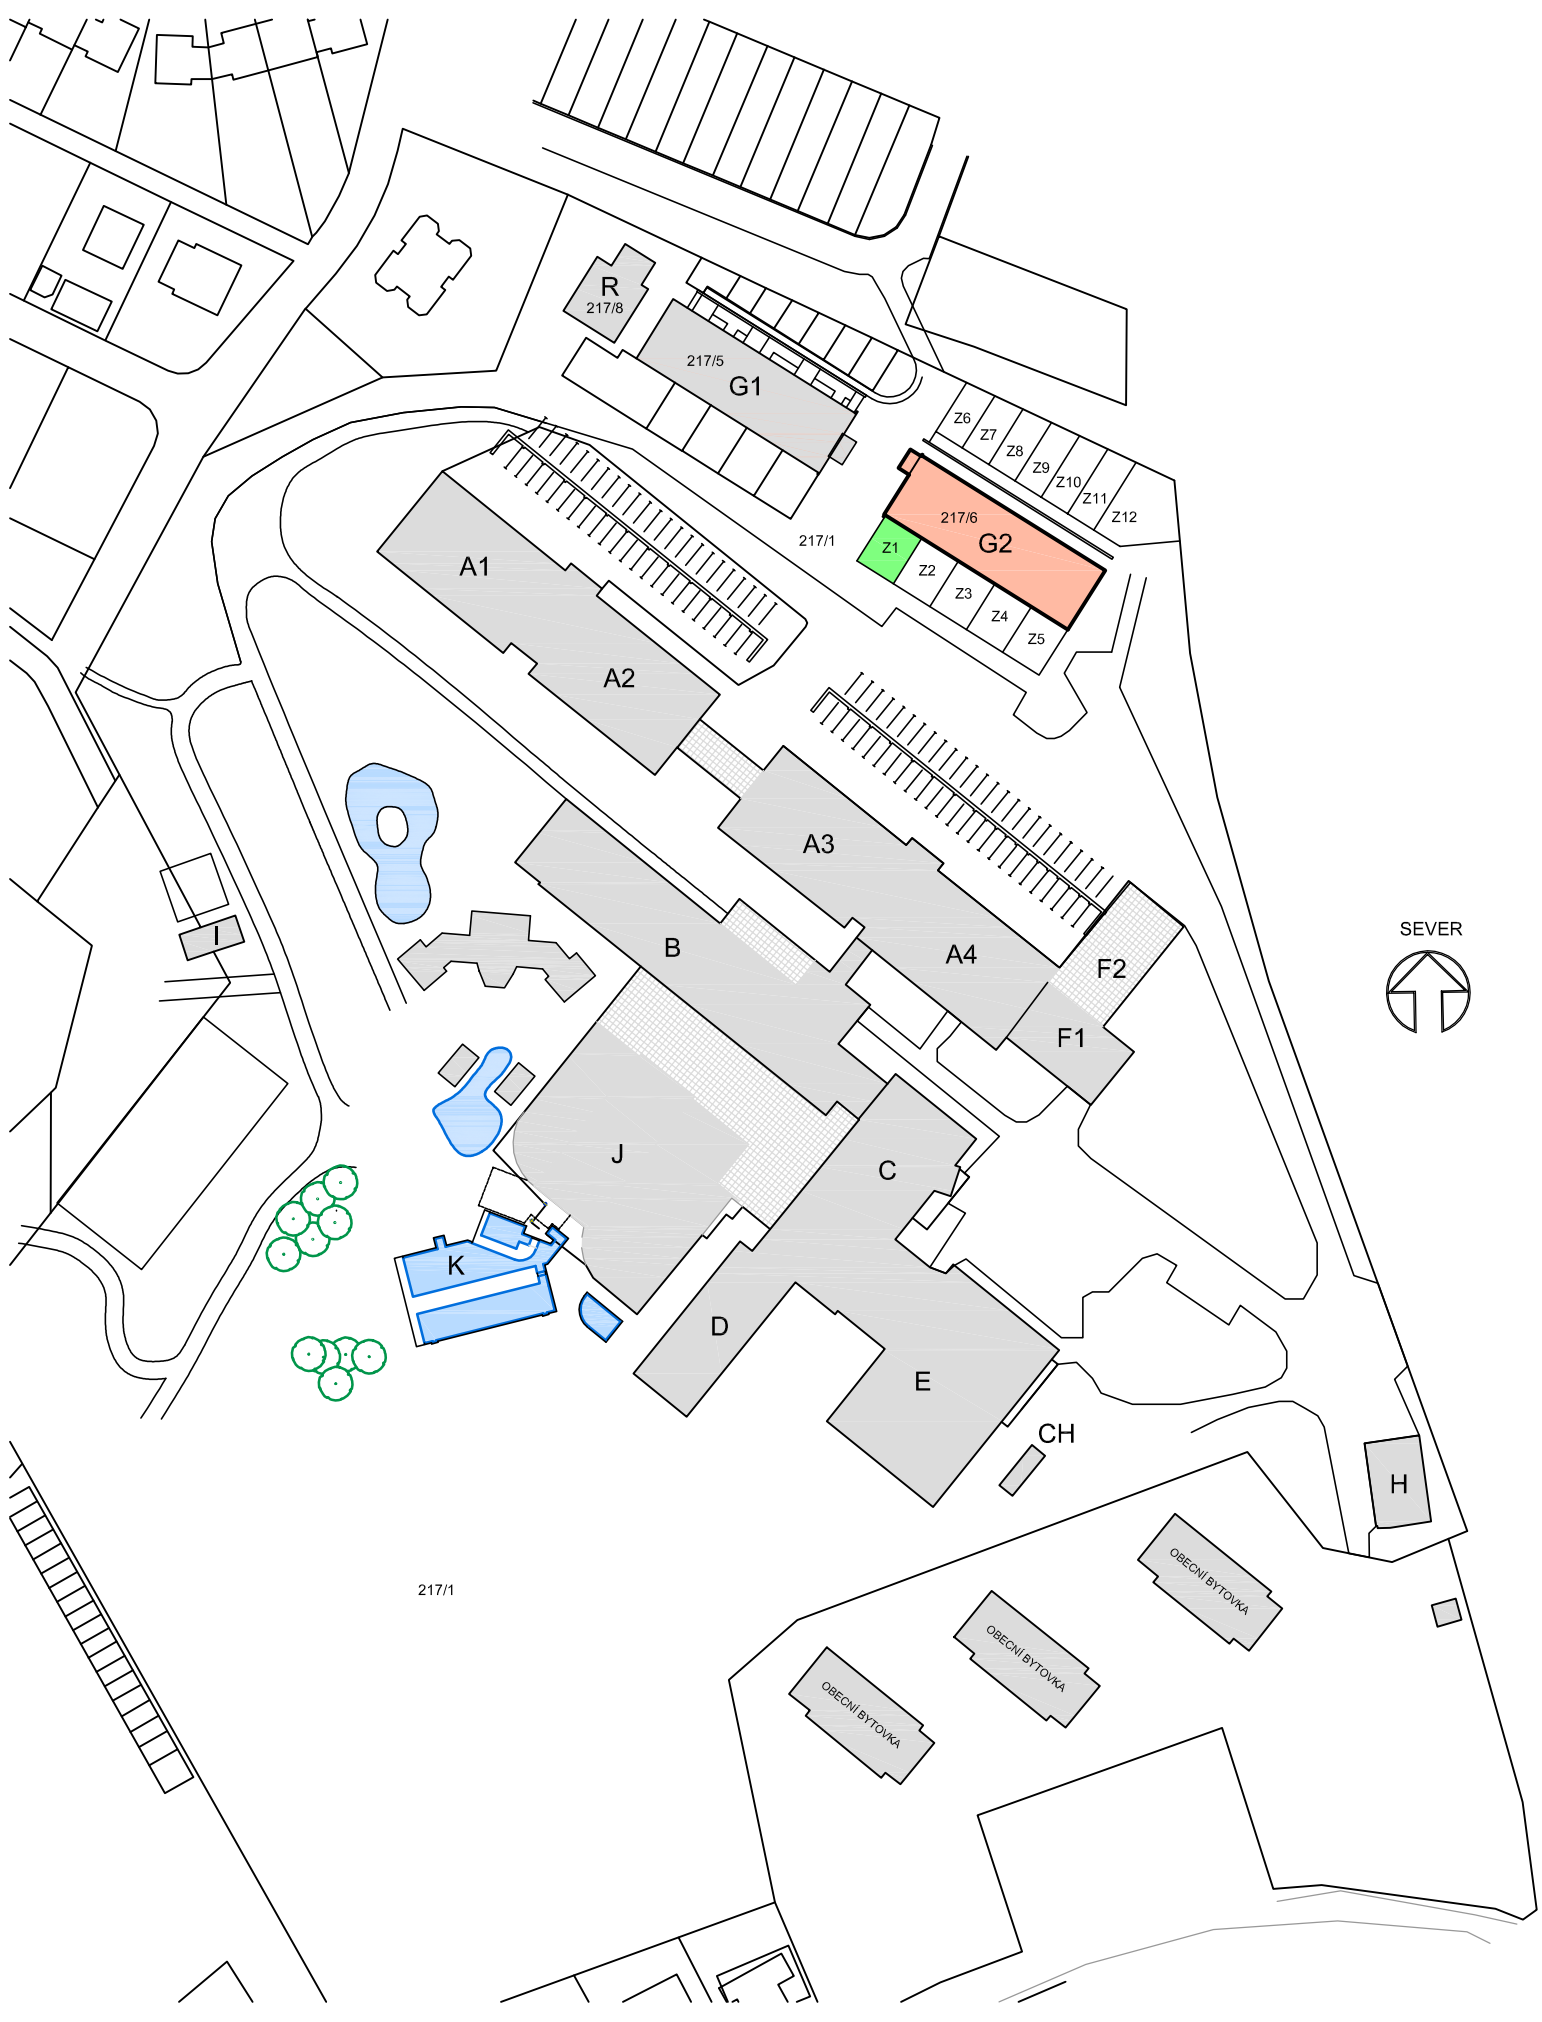 R
217/8
217/5
G1
Z6
Z7
Z8
Z9
Z10
Z11
Z12
217/6
G2
217/1
Z1
Z2
Z3
Z4
Z5
A1
A2
A3
A4
SEVER
I
B
F2
F1
J
C
K
D
E
CH
H
217/1
OBECNÍ BYTOVKA
OBECNÍ BYTOVKA
OBECNÍ BYTOVKA